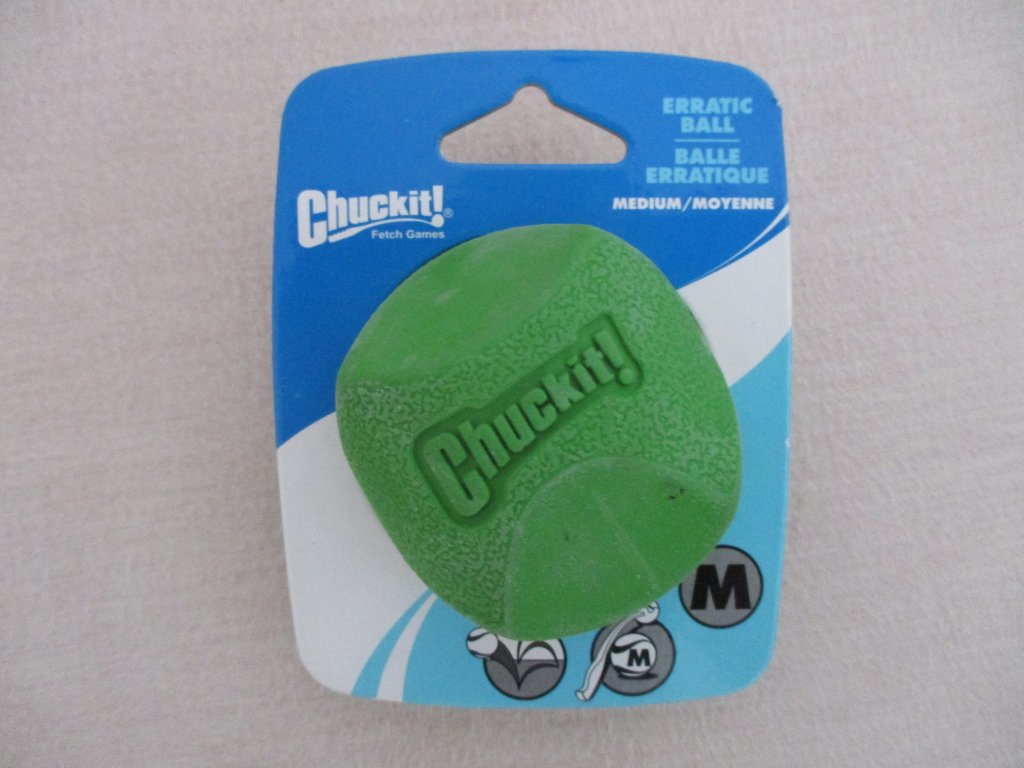 ERRATIC
BALL
BALLE
ERRATIQUE
MEDIUM/MOYENNE
Chuckit!®
Fetch Games
Chuckit!
M
M